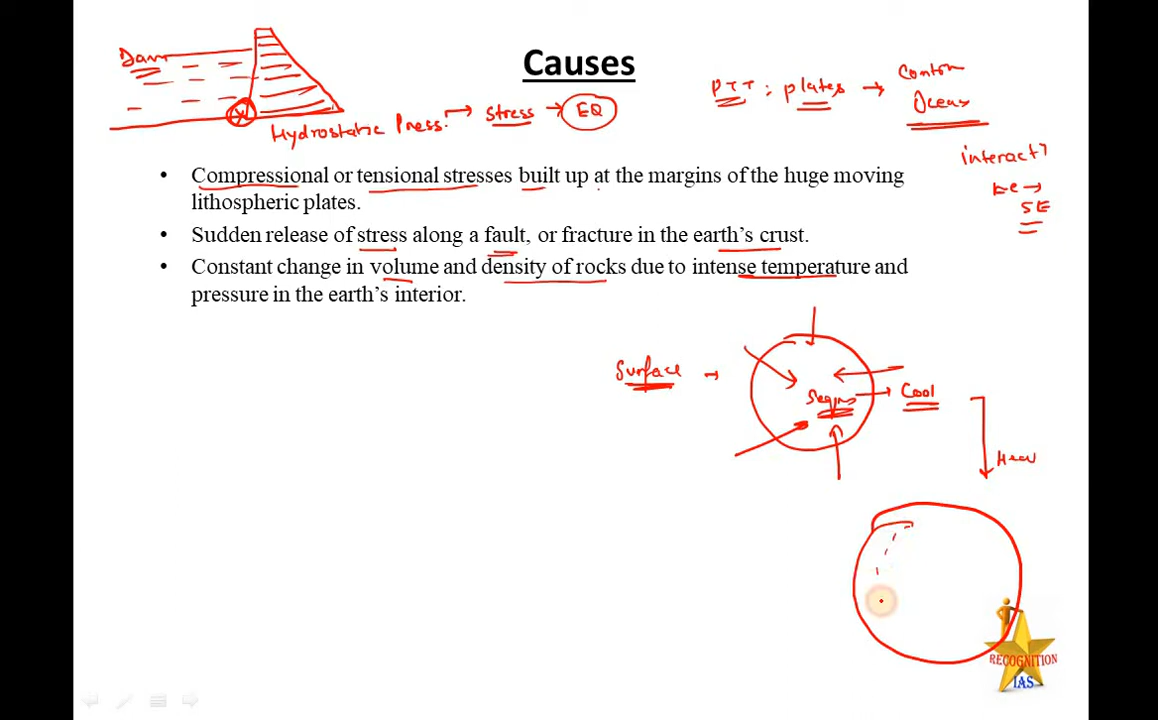 Causes
Dam
PTT : plates → Contin
Oceans
Hydrostatic Press. → Stress → EQ
interact?
SE
• Compressional or tensional stresses built up at the margins of the huge moving
lithospheric plates.
• Sudden release of stress along a fault, or fracture in the earth's crust.
• Constant change in volume and density of rocks due to intense temperature and
pressure in the earth's interior.
Surface →
→ Cool
RECOGNITION
IAS